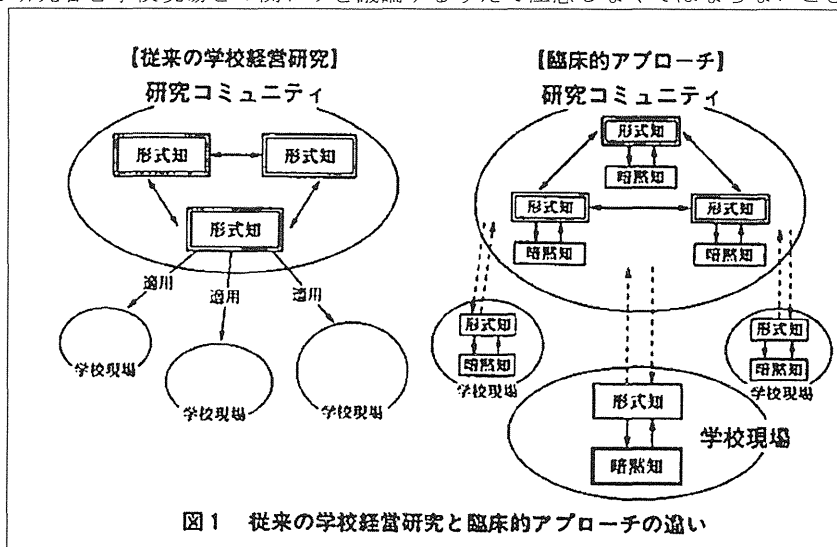 【従来の学校経営研究】
研究コミュニティ
形式知
形式知
形式知
適用
適用
適用
学校現場
学校現場
学校現場
【臨床的アプローチ】
研究コミュニティ
形式知
暗黙知
形式知
暗黙知
形式知
暗黙知
形式知
暗黙知
学校現場
形式知
暗黙知
学校現場
形式知
暗黙知
学校現場
図1 従来の学校経営研究と臨床的アプローチの違い